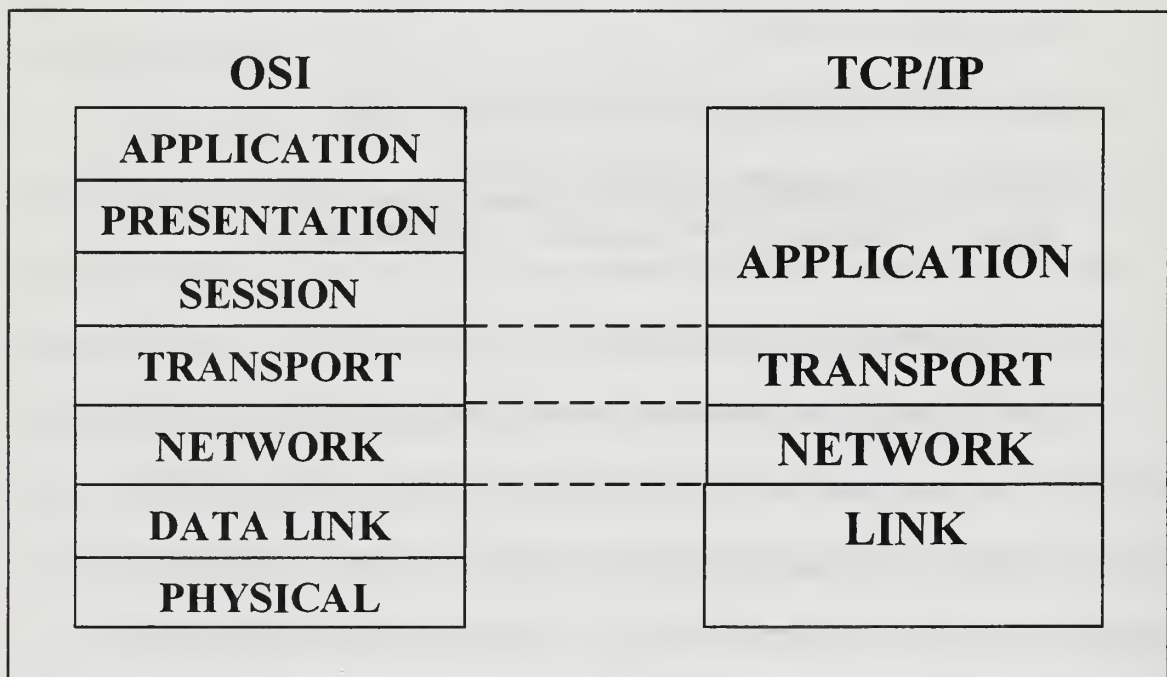 OSI
APPLICATION
PRESENTATION
SESSION
TRANSPORT
NETWORK
DATA LINK
PHYSICAL
TCP/IP
APPLICATION
TRANSPORT
NETWORK
LINK